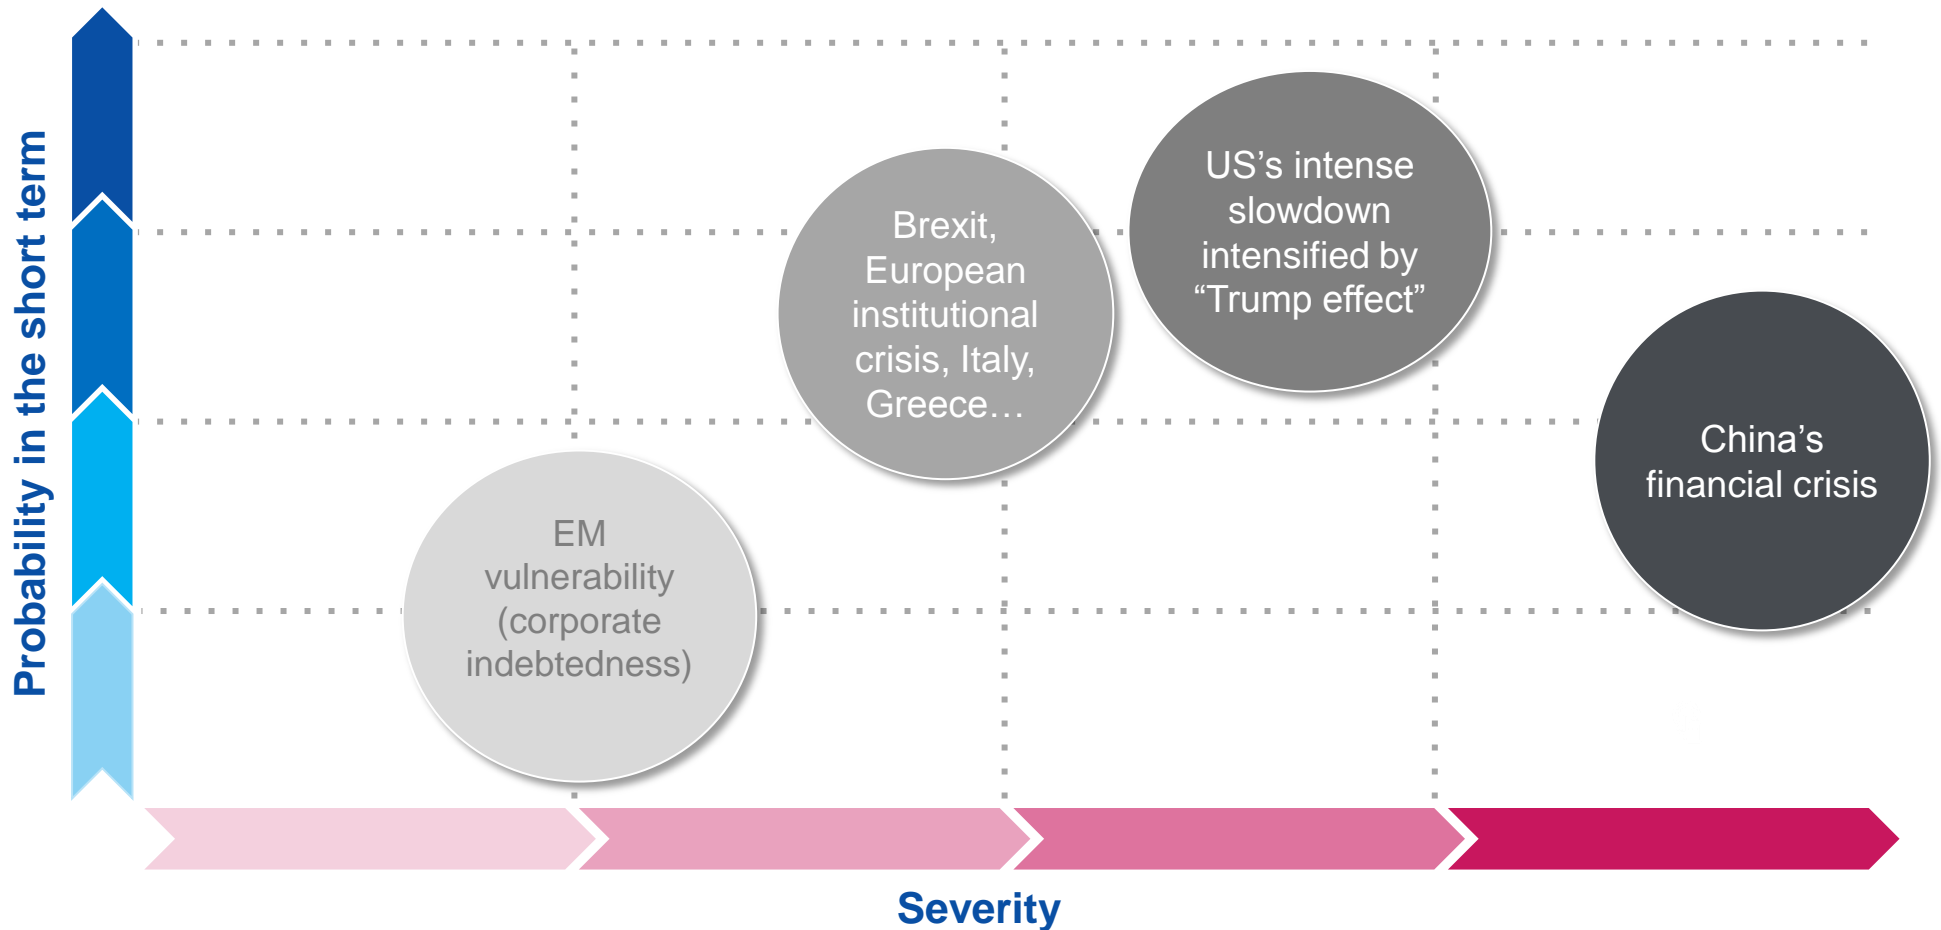 Probability in the short term
US’s intense
slowdown
intensified by
“Trump effect”
Brexit,
European
institutional
crisis, Italy,
Greece…
China’s
financial crisis
EM
vulnerability
(corporate
indebtedness)
Severity